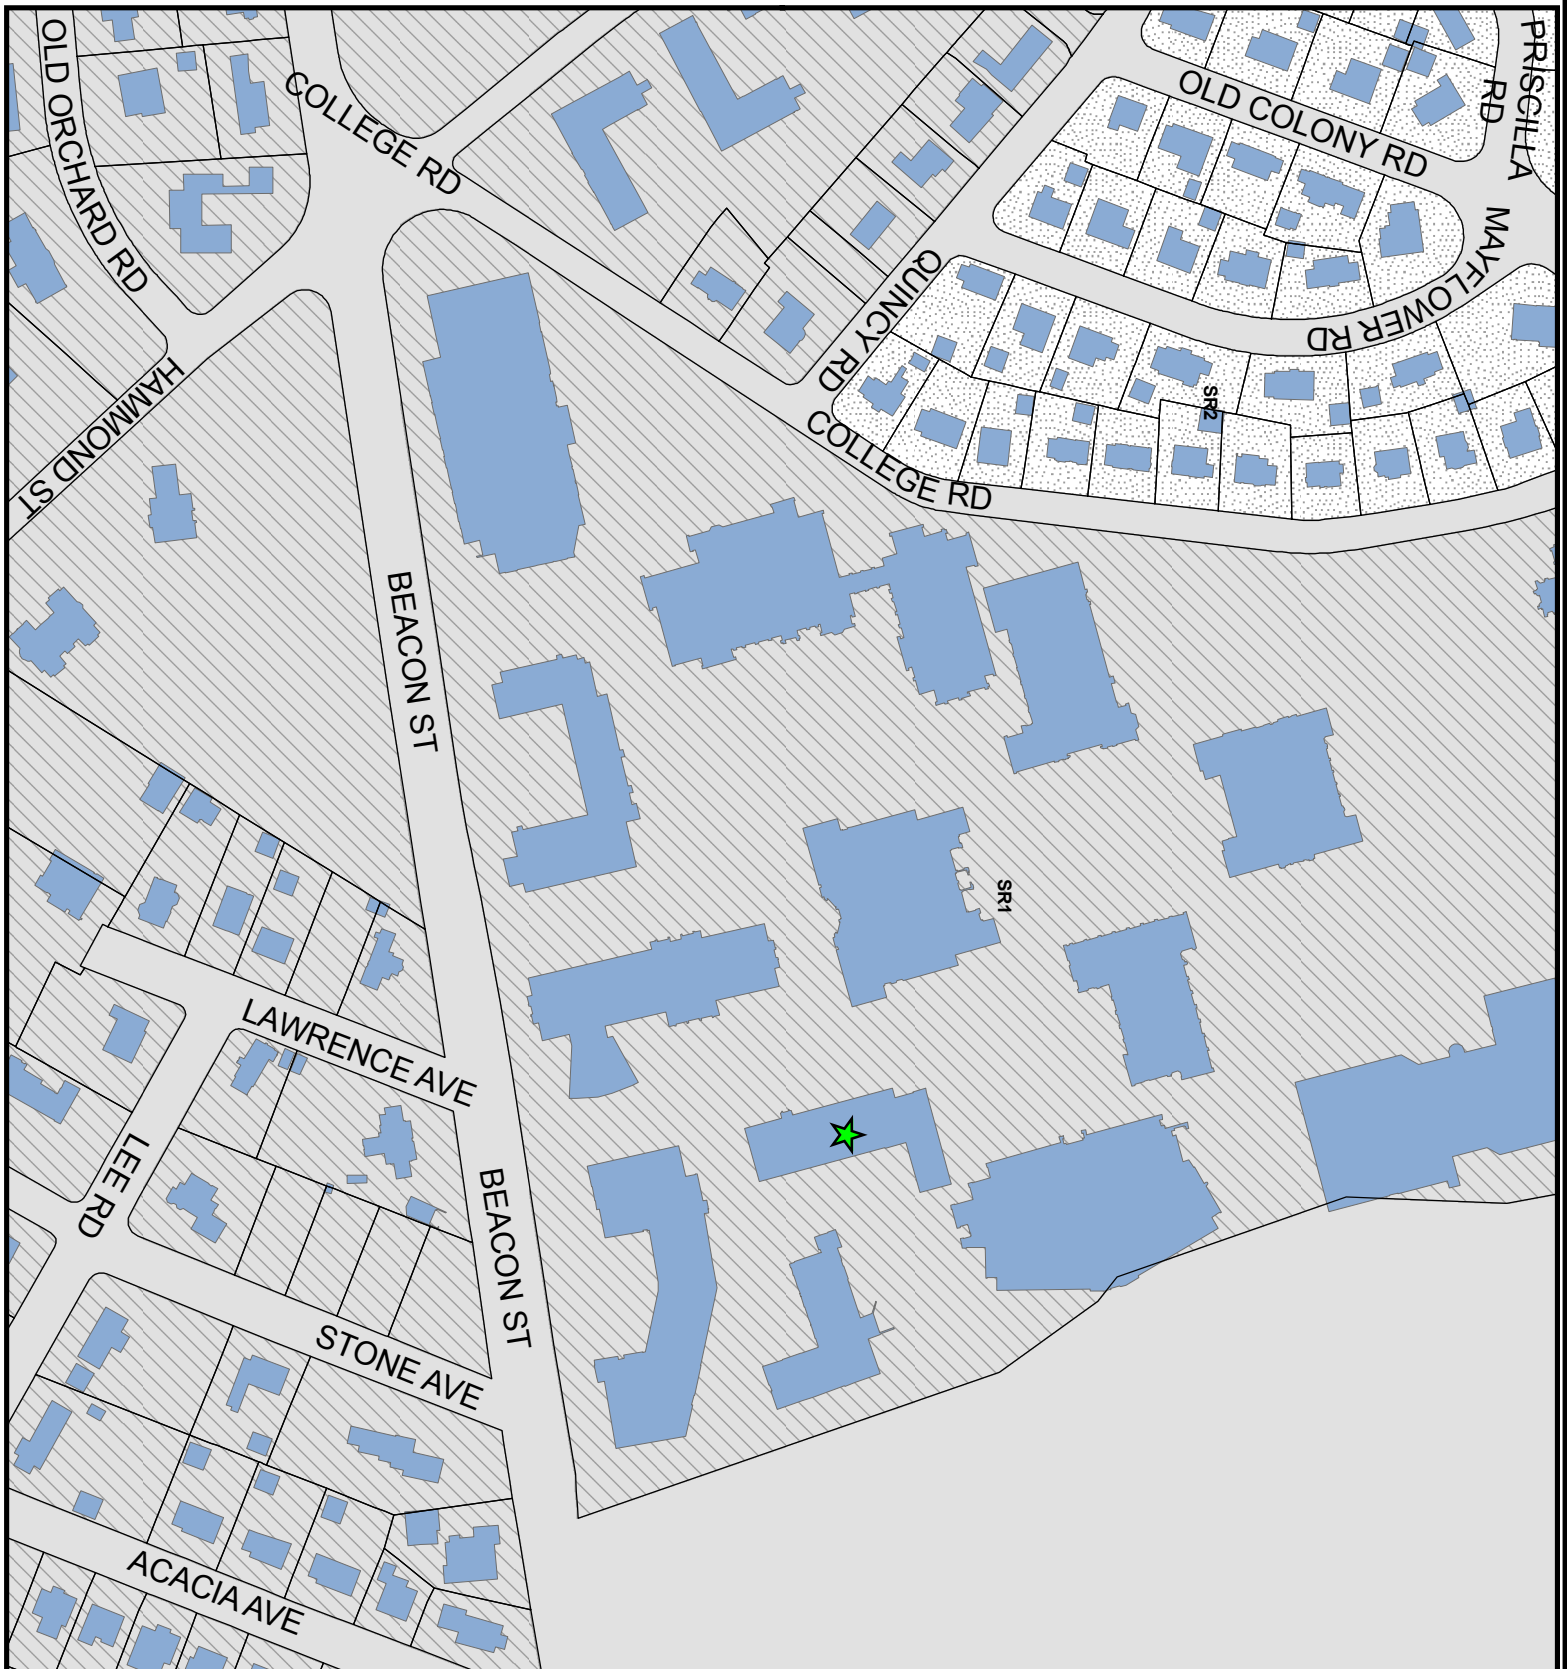 OLD ORCHARD RD
COLLEGE RD
OLD COLONY RD
PRISCILLA
RD
MAYFLOWER RD
QUINCY RD
HAMMOND ST
SR2
COLLEGE RD
BEACON ST
SR1
LAWRENCE AVE
LEE RD
BEACON ST
STONE AVE
ACACIA AVE